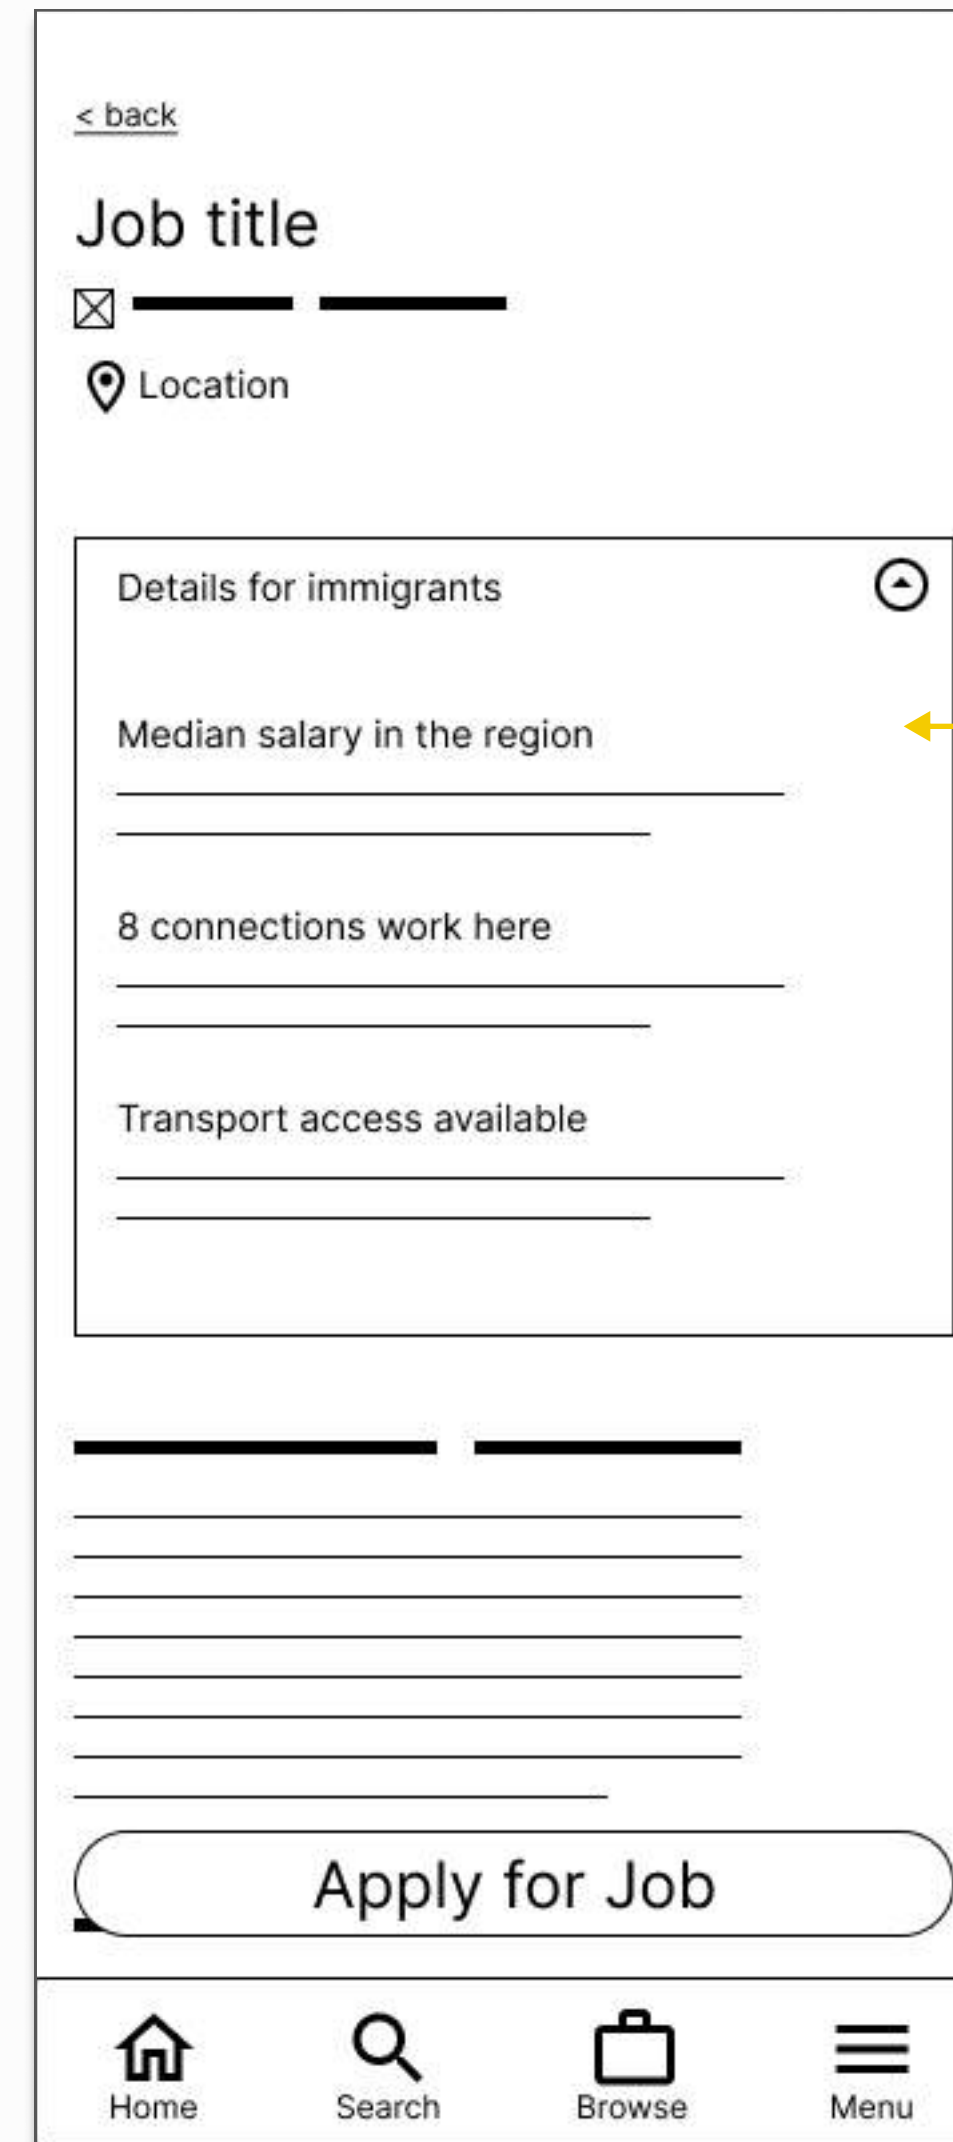 < back
Job title
Location
Details for immigrants
Median salary in the region
8 connections work here
Transport access available
Apply for Job
Home Search Browse Menu